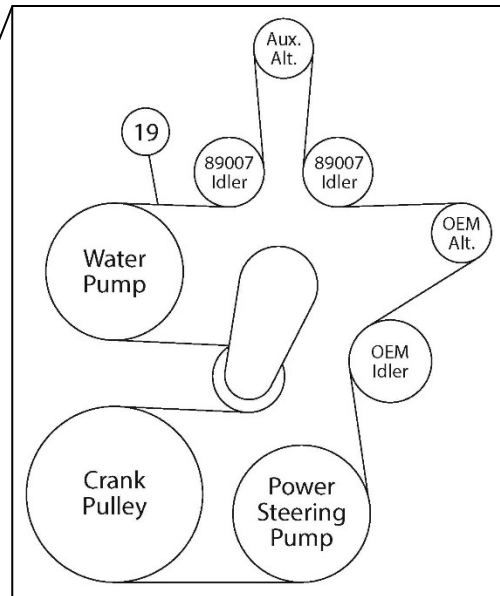 Aux.
Alt.
19
89007
Idler
89007
Idler
OEM
Alt.
Water
Pump
OEM
Idler
Crank
Pulley
Power
Steering
Pump